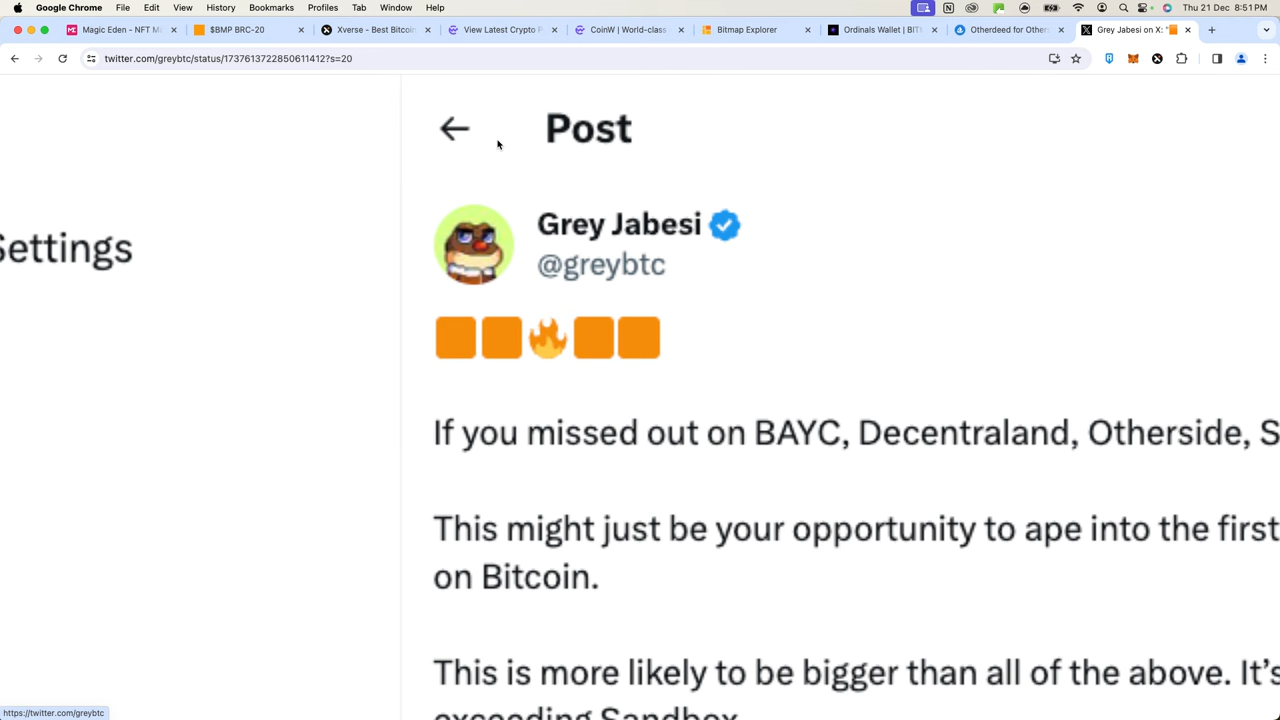 Google Chrome File Edit View History Bookmarks Profiles Tab Window Help Thu 21 Dec 8:51 PM
Magic Eden - NFT M $BMP BRC-20 Xverse - Best Bitcoin View Latest Crypto P CoinW | World-class Bitmap Explorer Ordinals Wallet | BIT Otherdeed for Other Grey Jabesi on X: "🟧
twitter.com/greybtc/status/1737613722850611412?s=20
Post
Grey Jabesi
@greybtc
Settings
🟧🟧🔥🟧🟧
If you missed out on BAYC, Decentraland, Otherside, S
This might just be your opportunity to ape into the first
on Bitcoin.
This is more likely to be bigger than all of the above. It's
exceeding Sandbox
https://twitter.com/greybtc